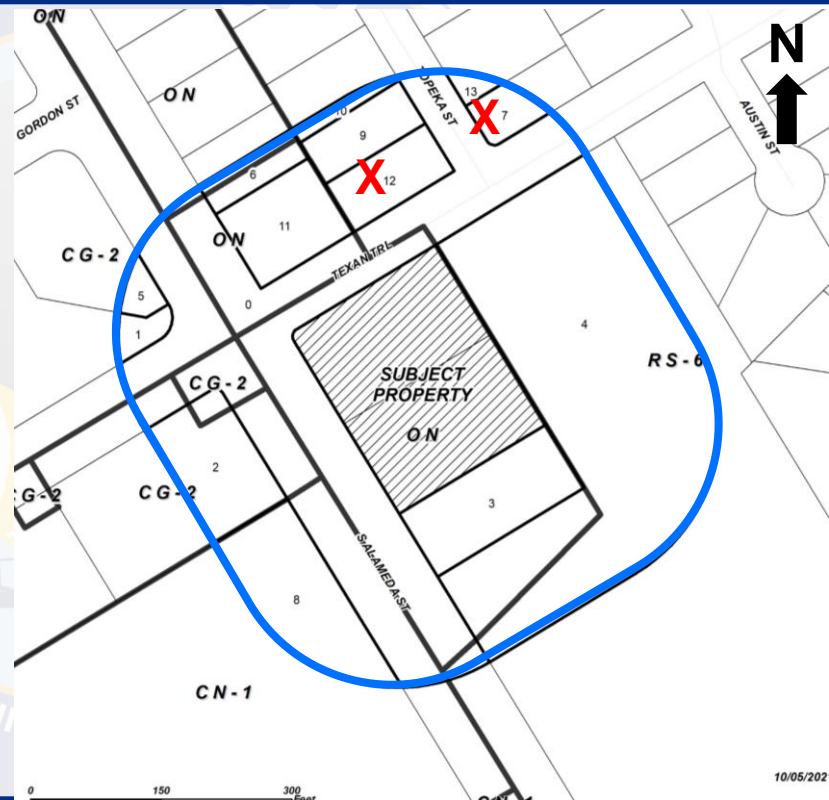 ON
N
TOPEKA ST
13
7
ON
10
GORDON ST
AUSTIN ST
9
X
X
12
6
11
ON
CG-2
TEXAN TRL
5
0
1
4
RS-6
SUBJECT
PROPERTY
CG-2
ON
2
CG-2
CG-2
3
S ALAMEDA ST
8
CN-1
10/05/202
0 150 300
Feet